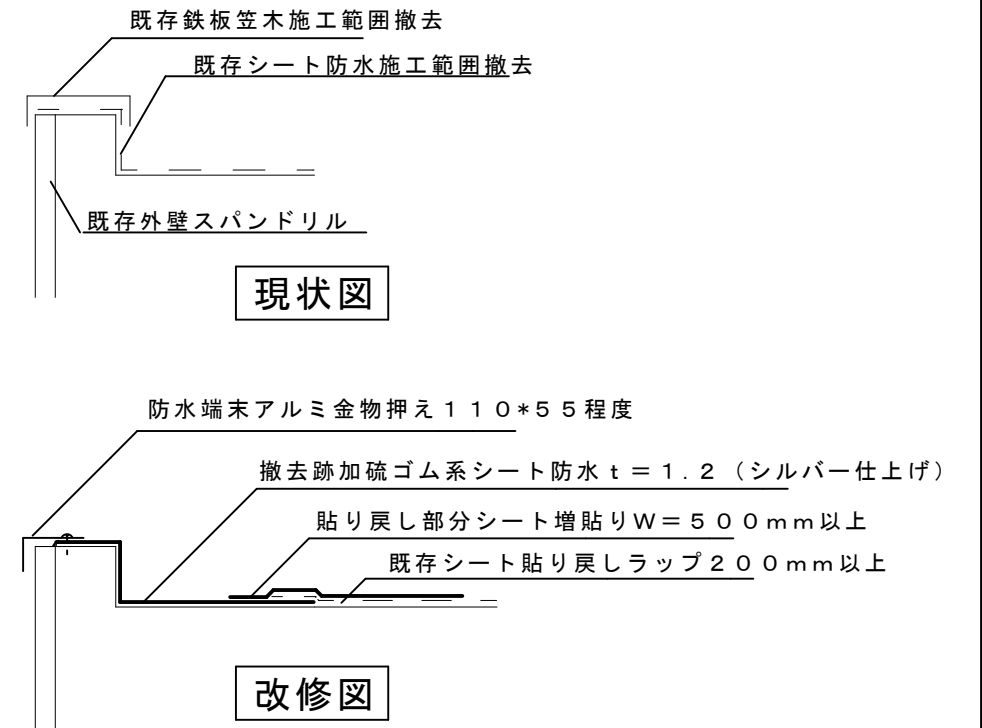 既存鉄板笠木施工範囲撤去
既存シート防水施工範囲撤去
既存外壁スパンドリル
現状図
防水端末アルミ金物押え１１０*５５程度
撤去跡加硫ゴム系シート防水ｔ＝１.２（シルバー仕上げ）
貼り戻し部分シート増貼りＷ＝５００ｍｍ以上
既存シート貼り戻しラップ２００ｍｍ以上
改修図